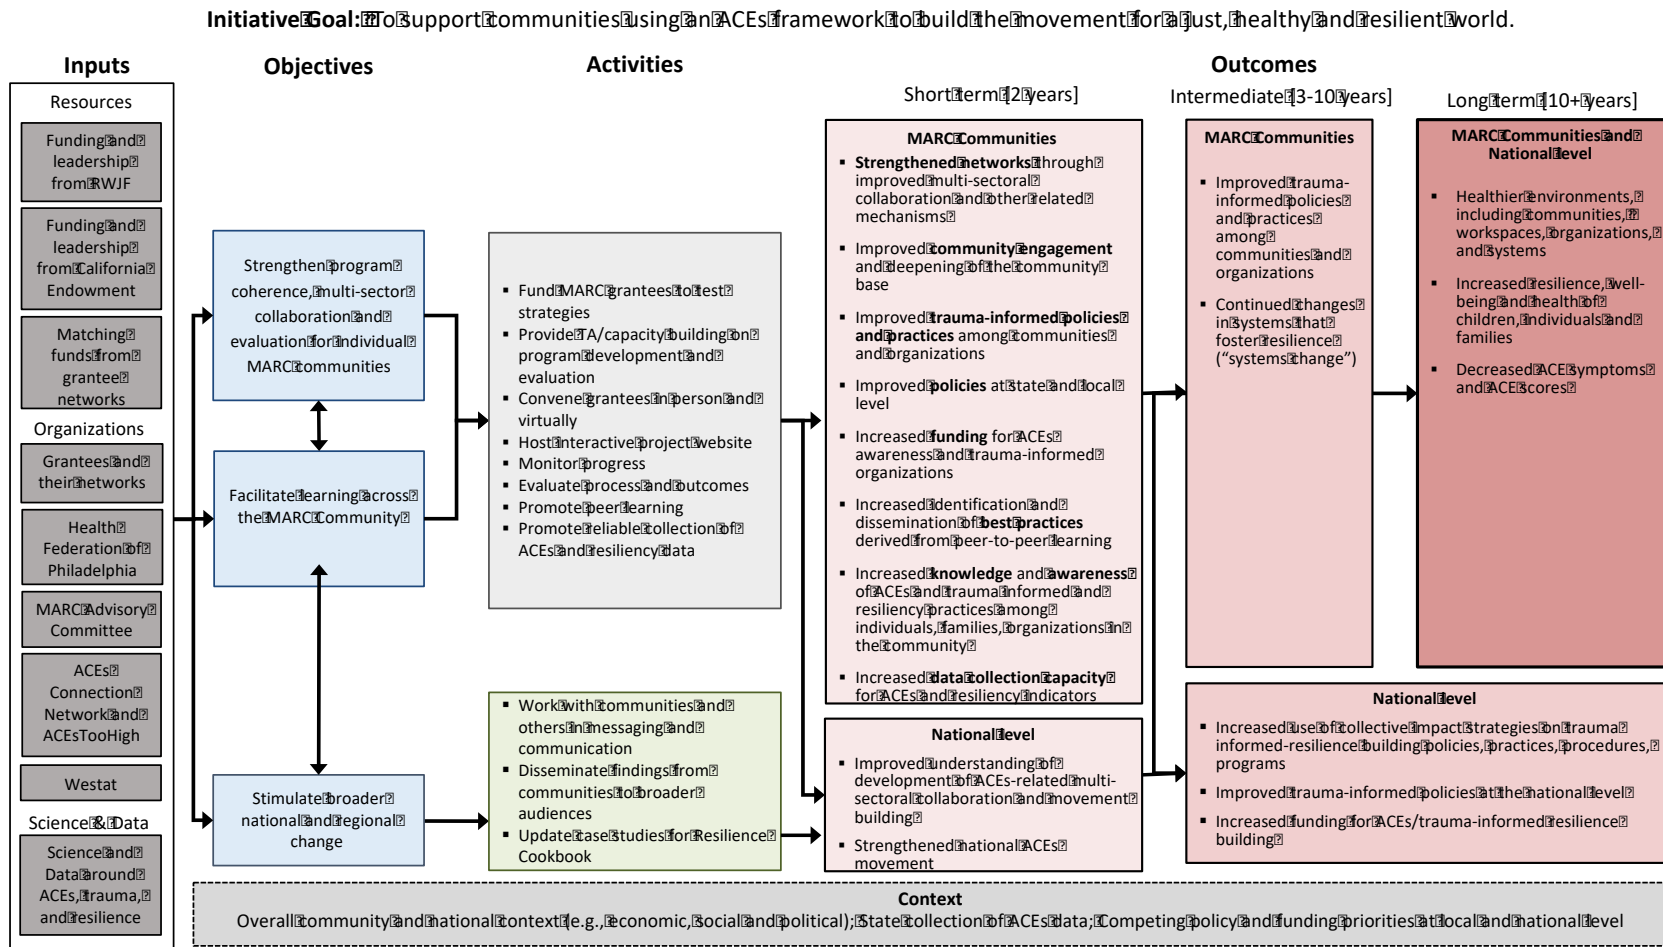 Initiative Goal: To support communities using an ACEs framework to build the movement for a just, healthy and resilient world.
Inputs
Objectives
Activities
Outcomes
Short term [2 years]
Intermediate [3-10 years]
Long term [10+ years]
Resources
Funding and
leadership
from RWJF
Funding and
leadership
from California
Endowment
Matching
funds from
grantee
networks
Organizations
Grantees and
their networks
Health
Federation of
Philadelphia
MARC Advisory
Committee
ACEs
Connection
Network and
ACEsTooHigh
Westat
Science & Data
Science and
Data around
ACEs, trauma,
and resilience
Strengthen program
coherence, multi-sector
collaboration and
evaluation for individual
MARC communities
Facilitate learning across
the MARC Community
Stimulate broader
national and regional
change
▪ Fund MARC grantees to test
strategies
▪ Provide TA/capacity building on
program development and
evaluation
▪ Convene grantees in person and
virtually
▪ Host interactive project website
▪ Monitor progress
▪ Evaluate process and outcomes
▪ Promote peer learning
▪ Promote reliable collection of
ACEs and resiliency data
▪ Work with communities and
others in messaging and
communication
▪ Disseminate findings from
communities to broader
audiences
▪ Update case studies for Resilience
Cookbook
MARC Communities
▪ Strengthened networks through
improved multi-sectoral
collaboration and other related
mechanisms
▪ Improved community engagement
and deepening of the community
base
▪ Improved trauma-informed policies
and practices among communities
and organizations
▪ Improved policies at state and local
level
▪ Increased funding for ACEs
awareness and trauma-informed
organizations
▪ Increased identification and
dissemination of best practices
derived from peer-to-peer learning
▪ Increased knowledge and awareness
of ACEs and trauma informed and
resiliency practices among
individuals, families, organizations in
the community
▪ Increased data collection capacity
for ACEs and resiliency indicators
National level
▪ Improved understanding of
development of ACEs-related multi-
sectoral collaboration and movement
building
▪ Strengthened national ACEs
movement
MARC Communities
▪ Improved trauma-
informed policies
and practices
among
communities and
organizations
▪ Continued changes
in systems that
foster resilience
(“systems change”)
MARC Communities and
National level
▪ Healthier environments,
including communities,
workspaces, organizations,
and systems
▪ Increased resilience, well-
being and health of
children, individuals and
families
▪ Decreased ACE symptoms
and ACE scores
National level
▪ Increased use of collective impact strategies on trauma
informed-resilience building policies, practices, procedures,
programs
▪ Improved trauma-informed policies at the national level
▪ Increased funding for ACEs/trauma-informed resilience
building
Context
Overall community and national context (e.g., economic, social and political); State collection of ACEs data; Competing policy and funding priorities at local and national level